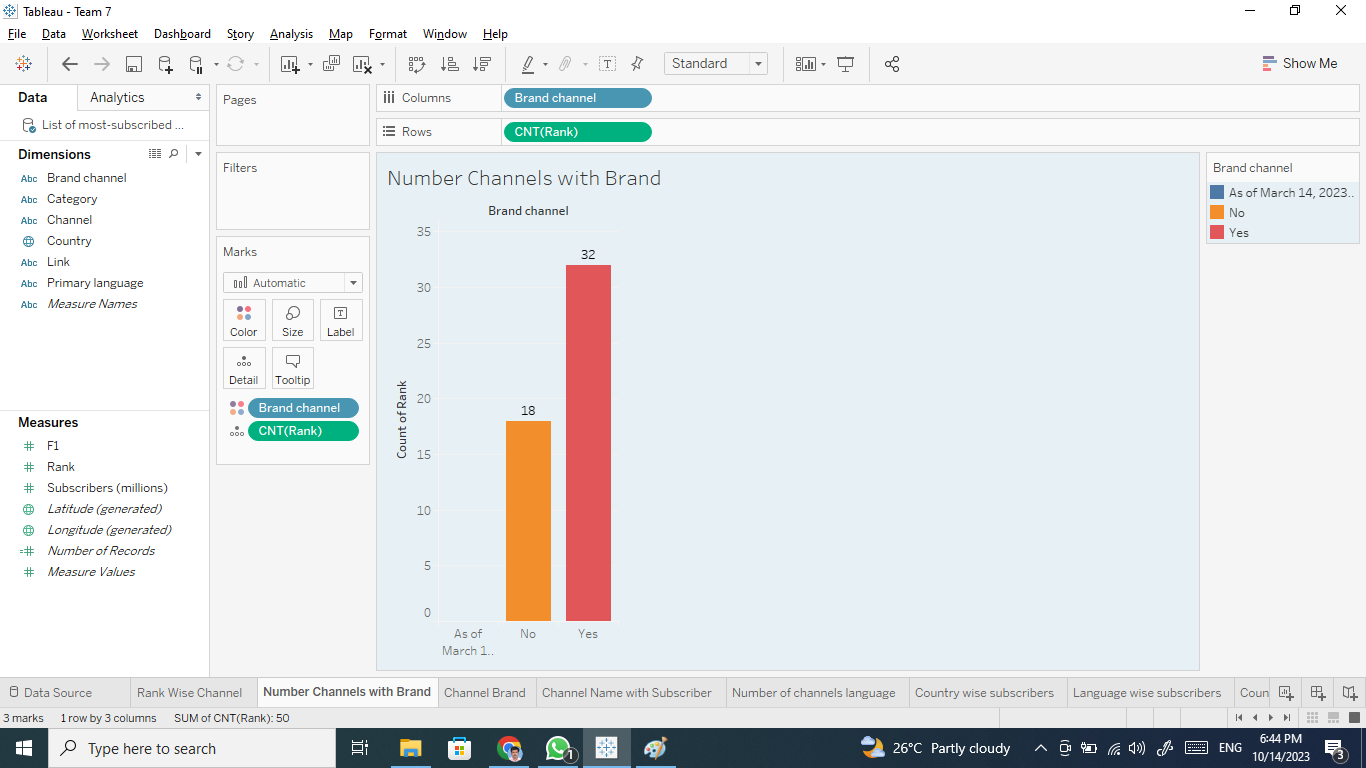 Tableau - Team 7
File Data Worksheet Dashboard Story Analysis Map Format Window Help
Standard
Show Me
Data Analytics
List of most-subscribed ...
Dimensions
Abc Brand channel
Abc Category
Abc Channel
Country
Abc Link
Abc Primary language
Abc Measure Names
Measures
# F1
# Rank
# Subscribers (millions)
Latitude (generated)
Longitude (generated)
=# Number of Records
# Measure Values
Pages
Filters
Marks
Automatic
Color Size Label
Detail Tooltip
Brand channel
CNT(Rank)
Columns Brand channel
Rows CNT(Rank)
Number Channels with Brand
Brand channel
Count of Rank
35
30
25
20
15
10
5
0
18
32
As of
March 1..
No
Yes
Brand channel
As of March 14, 2023..
No
Yes
Data Source Rank Wise Channel Number Channels with Brand Channel Brand Channel Name with Subscriber Number of channels language Country wise subscribers Language wise subscribers Coun
3 marks 1 row by 3 columns SUM of CNT(Rank): 50
Type here to search
1
26°C Partly cloudy
ENG
6:44 PM
10/14/2023
3